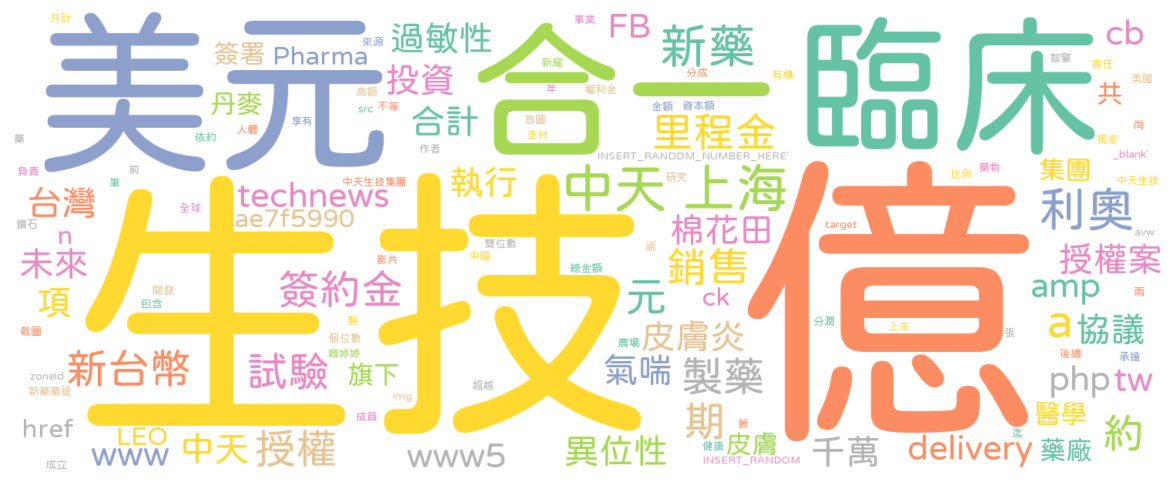 共計
美元
簽署
Pharma
來源
過敏性
合一
事業
FB
新藥
臨床
cb
智擎
責任
美國
丹麥
高額
src
不等
投資
新耀
年
分成
福利金
有機
共
尚
藥
人體
享有
依約
合計
作者
首圖
支付
金額
資本額
里程金
獨家
_blank'
INSERT_RANDOM_NUMBER_HERE'
負責
前
筆
中天生技集團
執行
中天
研究
上海
比例
藥物
集團
中天生技
台灣
全球
technews
鑽石
ae7f5990
生技
億
利奧
棉花田
target
avw
n
雙位數
視
未來
影片
中國
總金額
銷售
授權案
項
開發
包含
簽約金
元
ck
amp
兩
截圖
製
個位數
農場
皮膚炎
分潤
上市
張
a
協議
韓婷婷
後續
承擔
新台幣
試驗
旗下
超越
氣喘
製藥
zoneid
新藥藥證
img
php
tw
成員
期
醫學
href
LEO
www
中天
授權
www5
異位性
健康
皮膚
餘
千萬
delivery
迄
藥廠
約
成立
INSERT_RANDOM